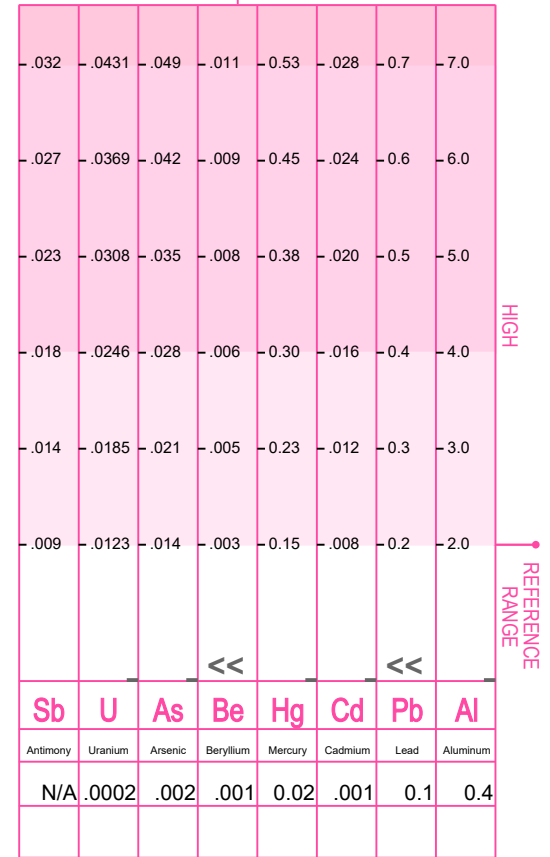 .032 .0431 .049 .011 0.53 .028 0.7 7.0
.027 .0369 .042 .009 0.45 .024 0.6 6.0
.023 .0308 .035 .008 0.38 .020 0.5 5.0
HIGH
.018 .0246 .028 .006 0.30 .016 0.4 4.0
.014 .0185 .021 .005 0.23 .012 0.3 3.0
.009 .0123 .014 .003 0.15 .008 0.2 2.0
REFERENCE
RANGE
<< <<
Sb U As Be Hg Cd Pb Al
Antimony Uranium Arsenic Beryllium Mercury Cadmium Lead Aluminum
N/A .0002 .002 .001 0.02 .001 0.1 0.4